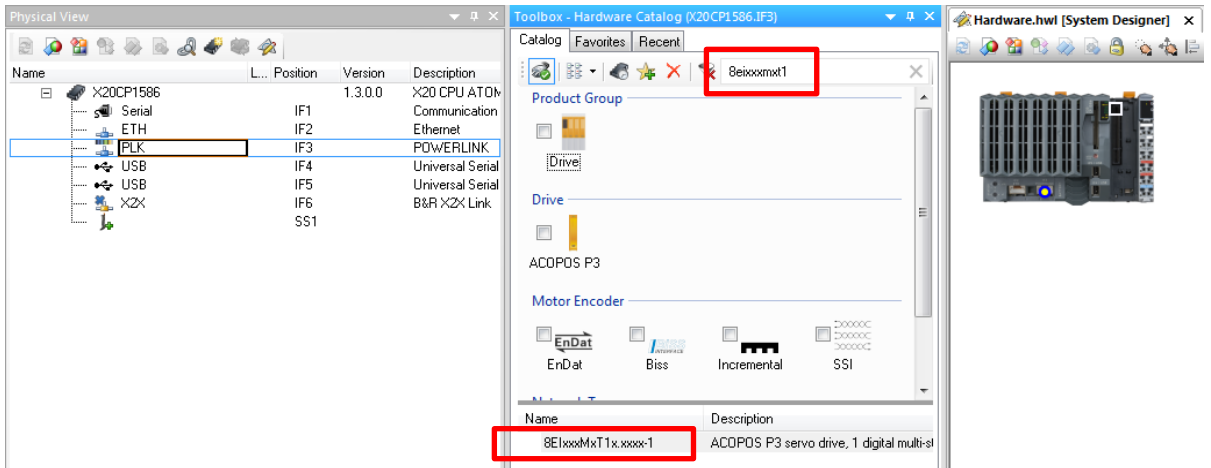 Physical View
Name L... Position Version Description
X20CP1586 1.3.0.0 X20 CPU ATOM
Serial IF1 Communication
ETH IF2 Ethernet
PLK IF3 POWERLINK
USB IF4 Universal Serial
USB IF5 Universal Serial
X2X IF6 B&R X2X Link
SS1
Toolbox - Hardware Catalog (X20CP1586.IF3)
Catalog Favorites Recent
8eixxxmxt1
Product Group
Drive
Drive
ACOPOS P3
Motor Encoder
EnDat
EnDat Biss Incremental SSI
Name Description
8EIxxxMxT1x.xxxx-1 ACOPOS P3 servo drive, 1 digital multi-st
Hardware.hwl [System Designer]